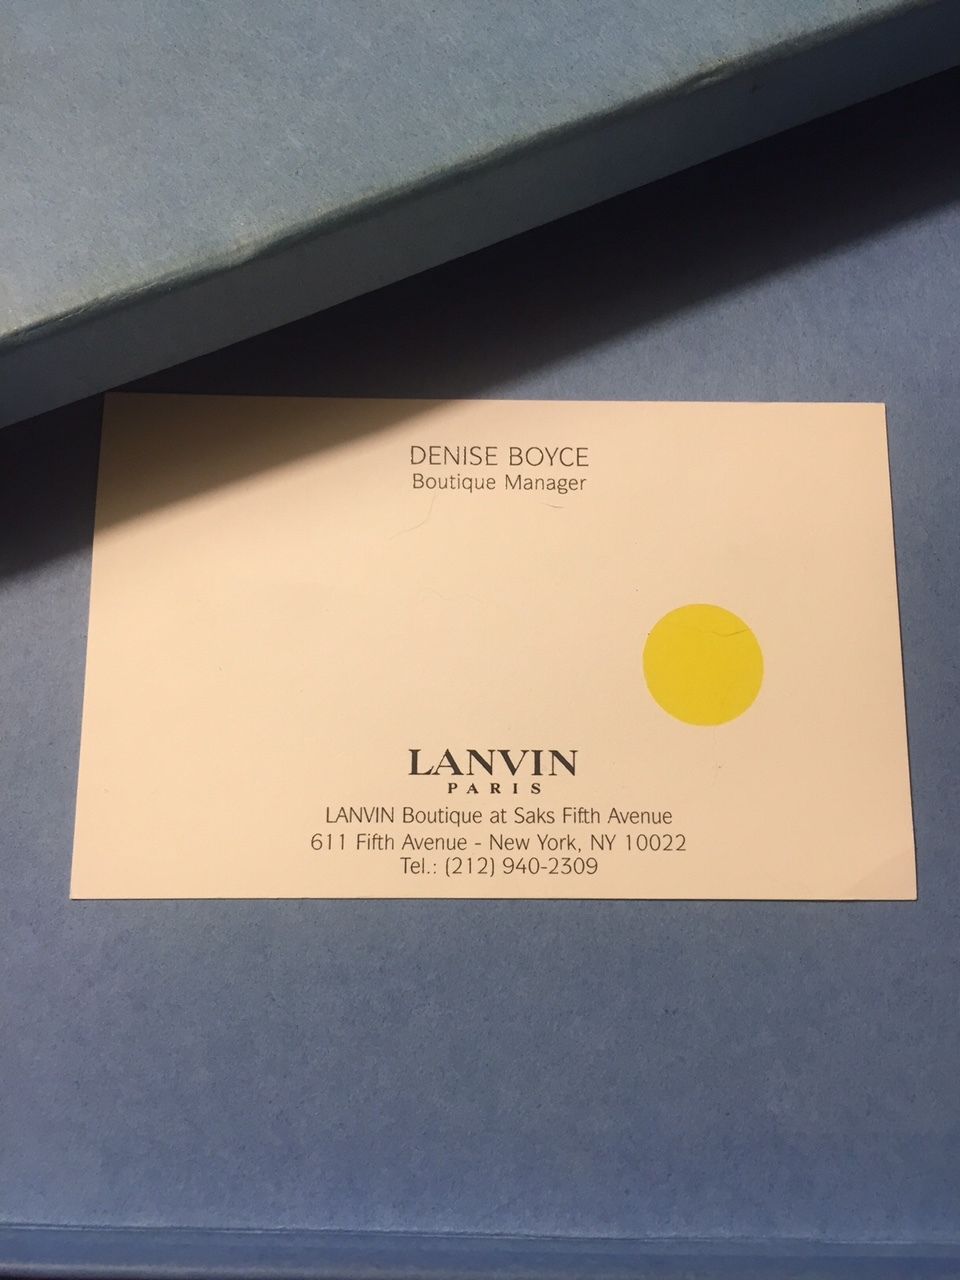 DENISE BOYCE
Boutique Manager
LANVIN
PARIS
LANVIN Boutique at Saks Fifth Avenue
611 Fifth Avenue - New York, NY 10022
Tel.: (212) 940-2309